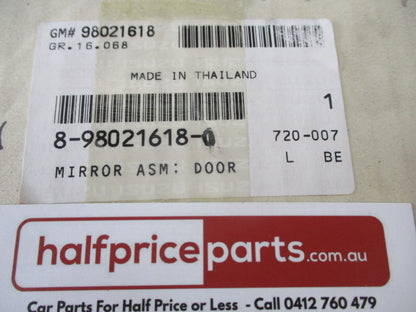 GM# 98021618
GR.16.068
MADE IN THAILAND
1
8-98021618-0
720-007
MIRROR ASM: DOOR
L BE
halfpriceparts.com.au
Car Parts For Half Price or Less - Call 0412 760 479